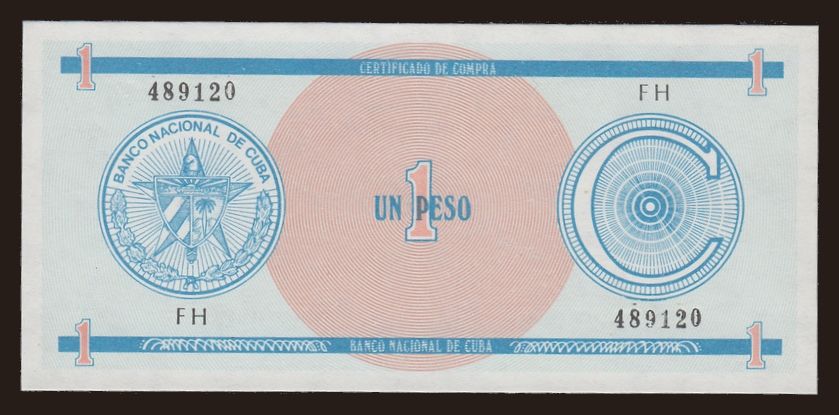 1 CERTIFICADO DE COMPRA 1
489120 FH
BANCO NACIONAL DE CUBA
1
UN PESO
C
FH 489120
1 BANCO NACIONAL DE CUBA 1